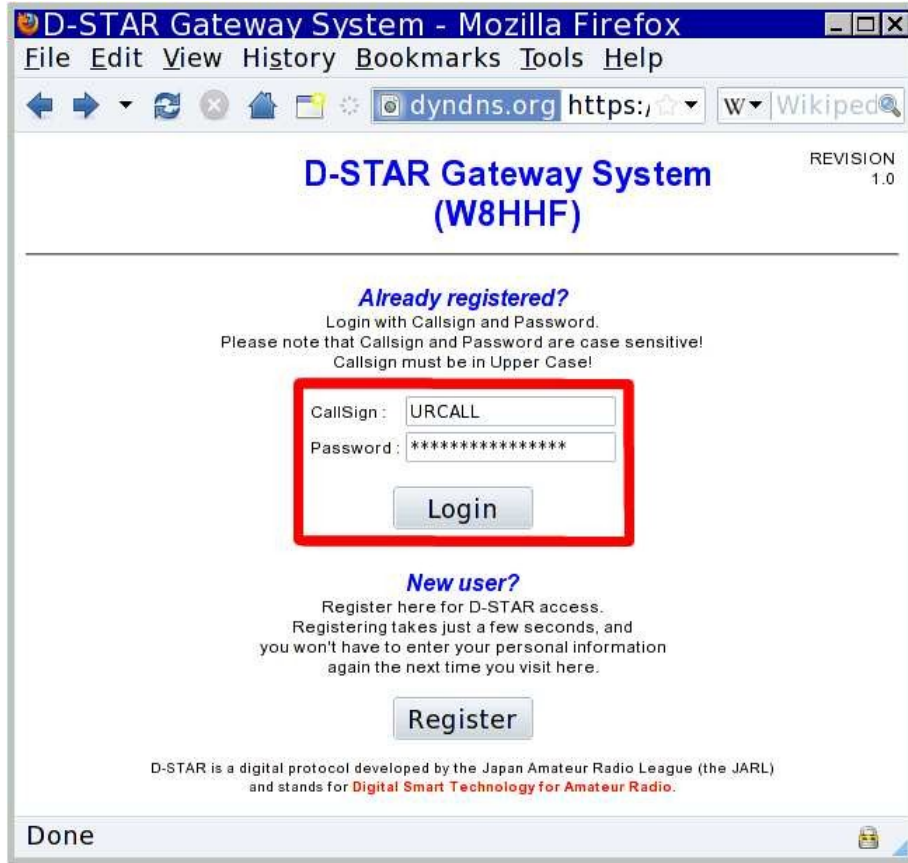 D-STAR Gateway System - Mozilla Firefox
File Edit View History Bookmarks Tools Help
dyndns.org https:/ W Wikiped
REVISION
1.0
D-STAR Gateway System
(W8HHF)
Already registered?
Login with Callsign and Password.
Please note that Callsign and Password are case sensitive!
Callsign must be in Upper Case!
CallSign : URCALL
Password : ****************
Login
New user?
Register here for D-STAR access.
Registering takes just a few seconds, and
you won't have to enter your personal information
again the next time you visit here.
Register
D-STAR is a digital protocol developed by the Japan Amateur Radio League (the JARL)
and stands for Digital Smart Technology for Amateur Radio.
Done